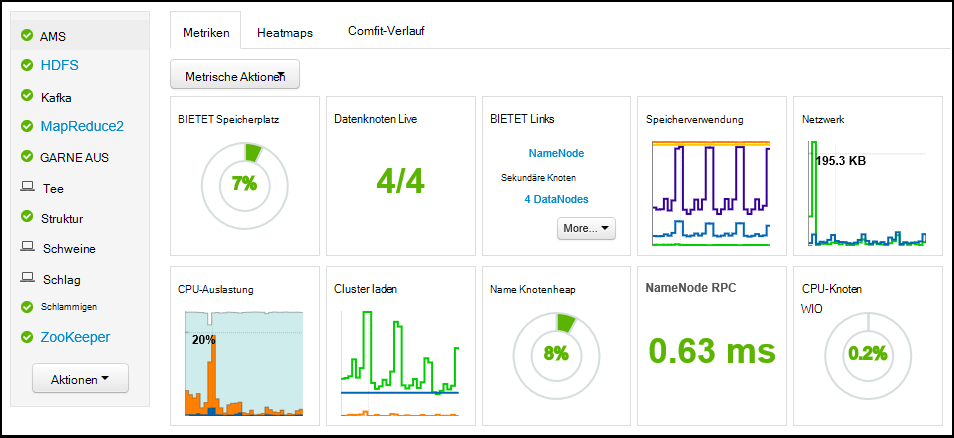 AMS
HDFS
Kafka
MapReduce2
GARNE AUS
Tee
Struktur
Schweine
Schlag
Schlammigen
ZooKeeper
Aktionen
Metriken
Heatmaps
Comfit-Verlauf
Metrische Aktionen
BIETET Speicherplatz
7%
Datenknoten Live
4/4
BIETET Links
NameNode
Sekundäre Knoten
4 DataNodes
More...
Speicherverwendung
Netzwerk
195.3 KB
CPU-Auslastung
20%
Cluster laden
Name Knotenheap
8%
NameNode RPC
0.63 ms
CPU-Knoten
WIO
0.2%